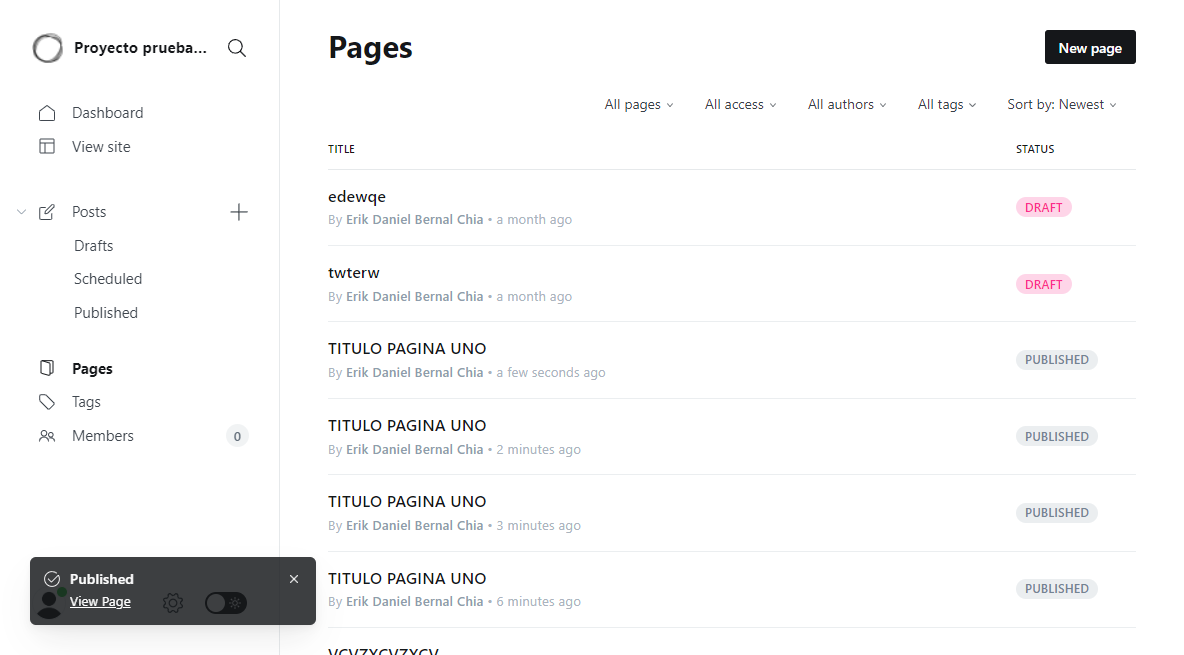 Proyecto prueba...
Dashboard
View site
Posts
Drafts
Scheduled
Published
Pages
Tags
Members 0
Published
View Page
Pages
New page
All pages All access All authors All tags Sort by: Newest
TITLE STATUS
edewqe
By Erik Daniel Bernal Chia • a month ago
DRAFT
twterw
By Erik Daniel Bernal Chia • a month ago
DRAFT
TITULO PAGINA UNO
By Erik Daniel Bernal Chia • a few seconds ago
PUBLISHED
TITULO PAGINA UNO
By Erik Daniel Bernal Chia • 2 minutes ago
PUBLISHED
TITULO PAGINA UNO
By Erik Daniel Bernal Chia • 3 minutes ago
PUBLISHED
TITULO PAGINA UNO
By Erik Daniel Bernal Chia • 6 minutes ago
PUBLISHED